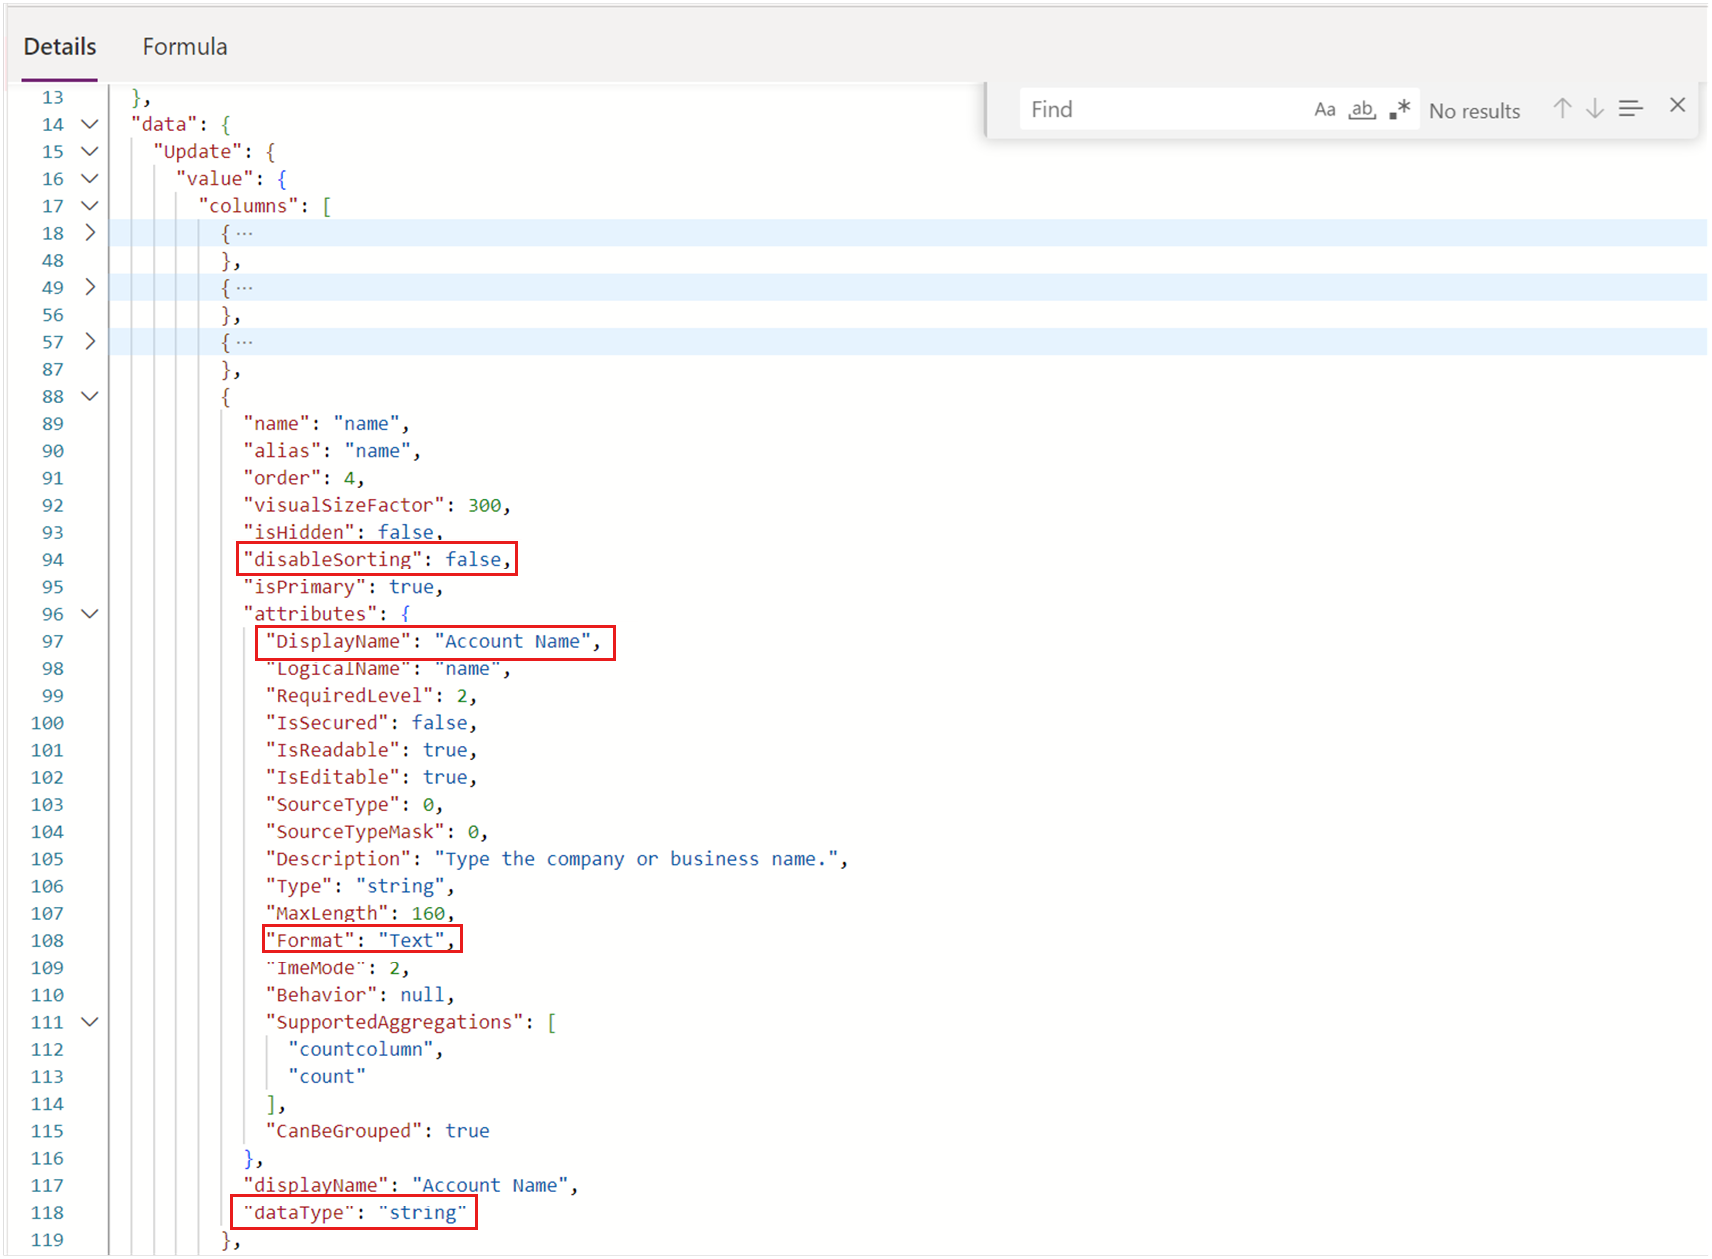 Details Formula
Find Aa ab .* No results
13 },
14 "data": {
15 "Update": {
16 "value": {
17 "columns": [
18 { ...
48 },
49 { ...
56 },
57 { ...
87 },
88 {
89 "name": "name",
90 "alias": "name",
91 "order": 4,
92 "visualSizeFactor": 300,
93 "isHidden": false,
94 "disableSorting": false,
95 "isPrimary": true,
96 "attributes": {
97 "DisplayName": "Account Name",
98 "LogicalName": "name",
99 "RequiredLevel": 2,
100 "IsSecured": false,
101 "IsReadable": true,
102 "IsEditable": true,
103 "SourceType": 0,
104 "SourceTypeMask": 0,
105 "Description": "Type the company or business name.",
106 "Type": "string",
107 "MaxLength": 160,
108 "Format": "Text",
109 "ImeMode": 2,
110 "Behavior": null,
111 "SupportedAggregations": [
112 "countcolumn",
113 "count"
114 ],
115 "CanBeGrouped": true
116 },
117 "displayName": "Account Name",
118 "dataType": "string"
119 },